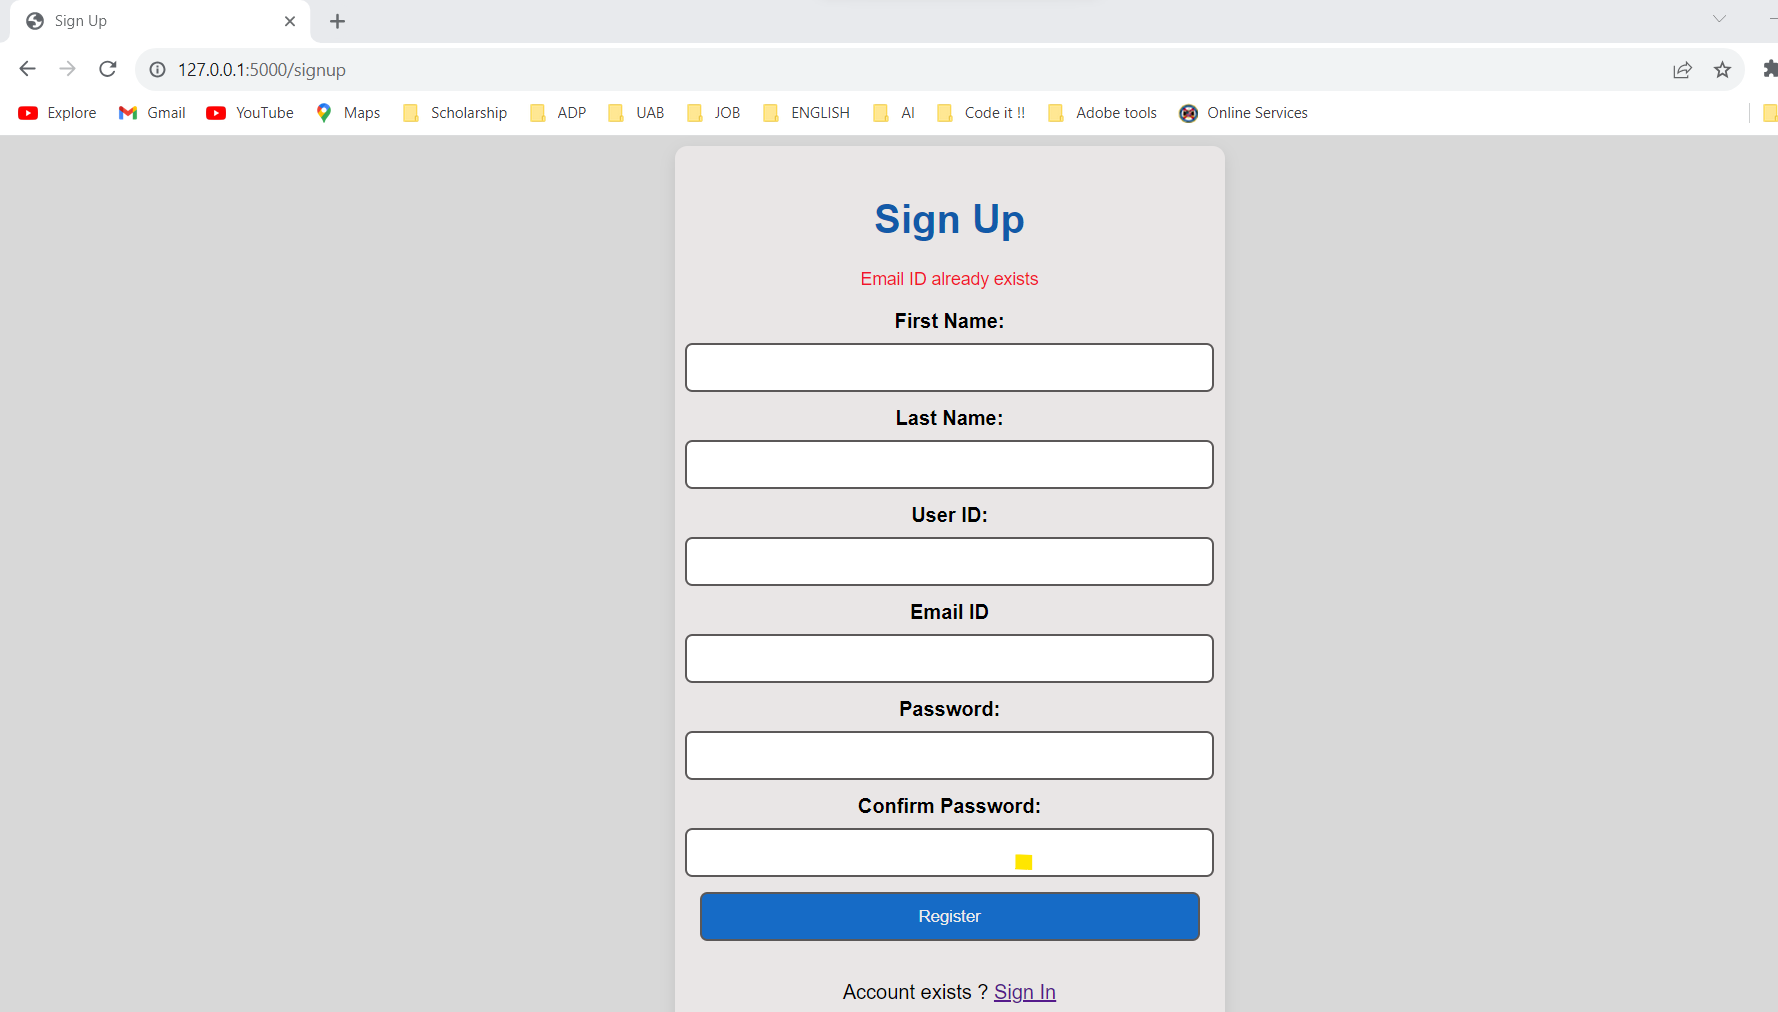 Sign Up
127.0.0.1:5000/signup
Explore Gmail YouTube Maps Scholarship ADP UAB JOB ENGLISH AI Code it !! Adobe tools Online Services
Sign Up
Email ID already exists
First Name:
Last Name:
User ID:
Email ID
Password:
Confirm Password:
Register
Account exists ? Sign In